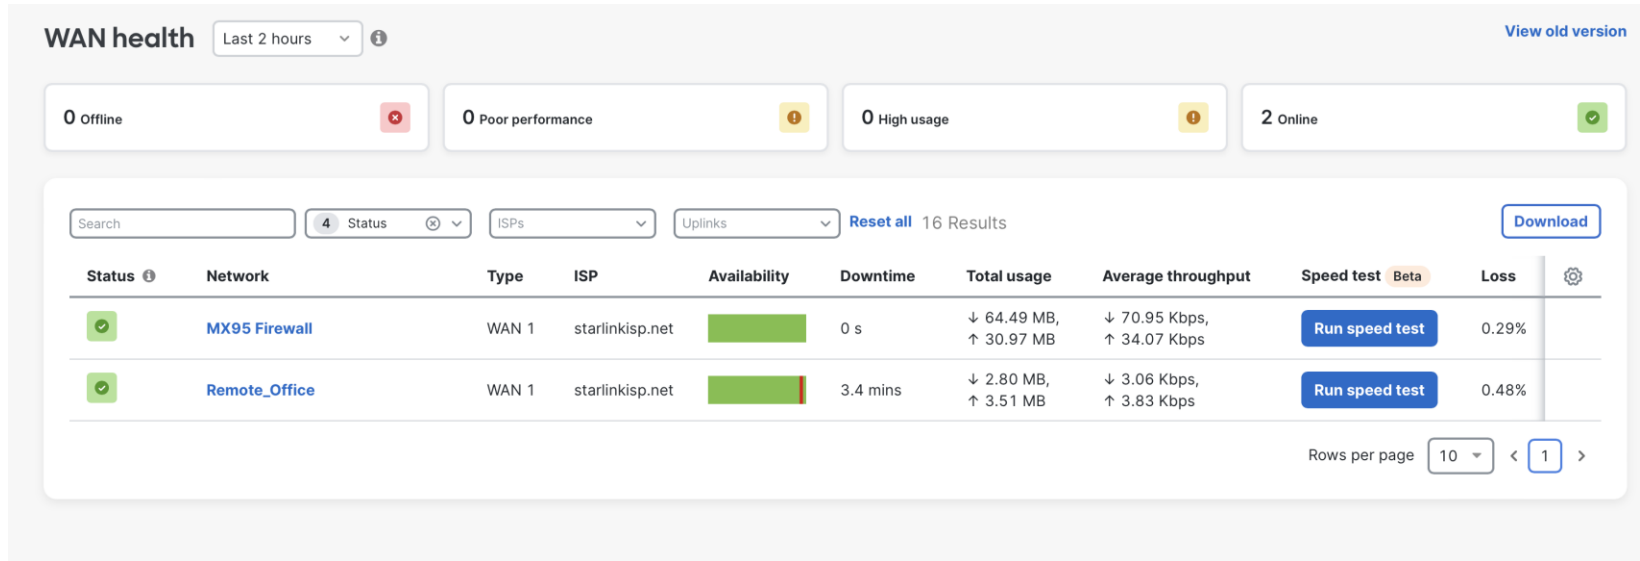 WAN health
Last 2 hours
View old version
0 Offline
0 Poor performance
0 High usage
2 Online
Search
4 Status
ISPs
Uplinks
Reset all
16 Results
Download
Status Network Type ISP Availability Downtime Total usage Average throughput Speed test Beta Loss
MX95 Firewall WAN 1 starlinkisp.net 0 s ↓ 64.49 MB, ↓ 70.95 Kbps, Run speed test 0.29%
↑ 30.97 MB ↑ 34.07 Kbps
Remote_Office WAN 1 starlinkisp.net 3.4 mins ↓ 2.80 MB, ↓ 3.06 Kbps, Run speed test 0.48%
↑ 3.51 MB ↑ 3.83 Kbps
Rows per page 10 < 1 >